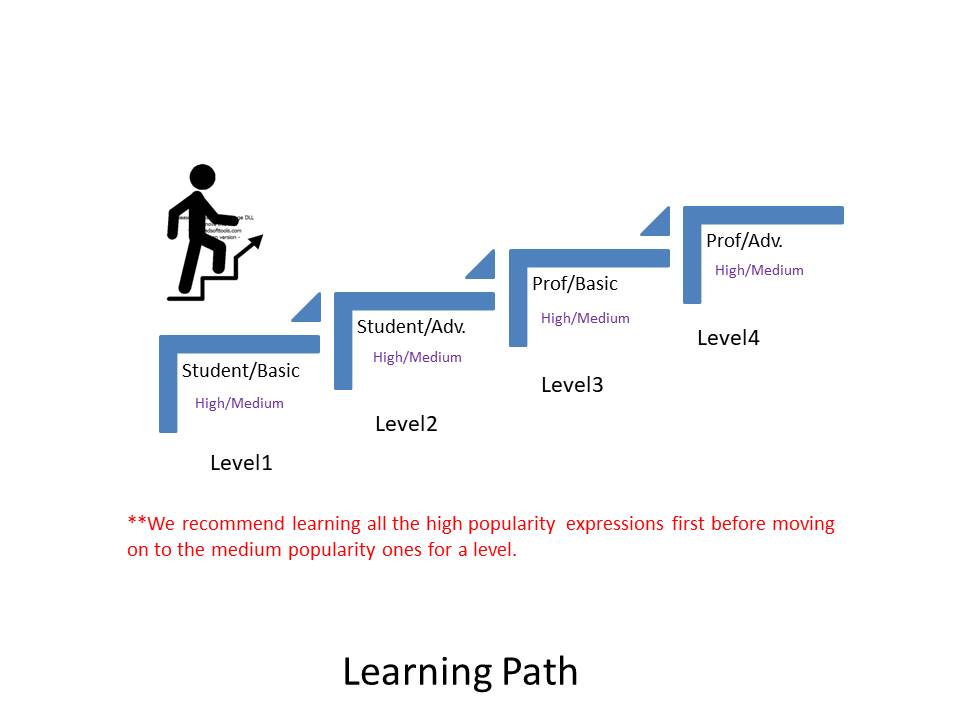 Prof/Adv.
High/Medium
Level4
Prof/Basic
High/Medium
Level3
Student/Adv.
High/Medium
Level2
Student/Basic
High/Medium
Level1
**We recommend learning all the high popularity expressions first before moving
on to the medium popularity ones for a level.
Learning Path